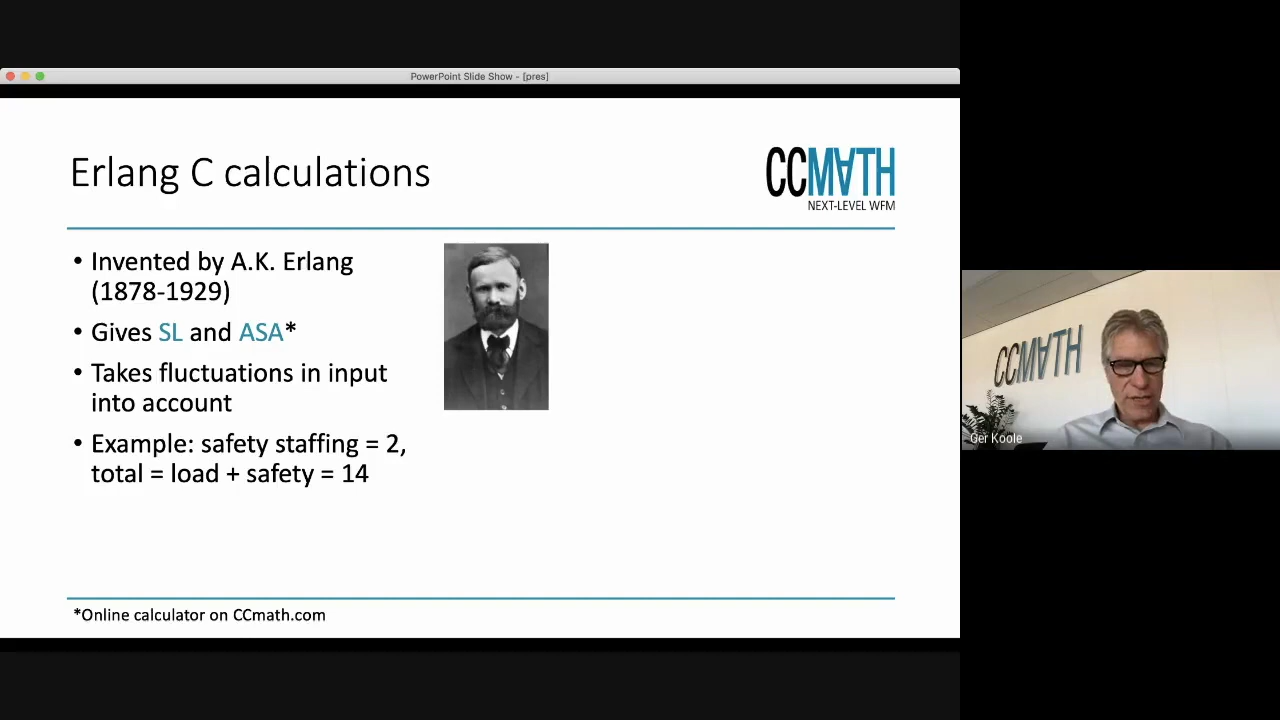 PowerPoint Slide Show - [pres]
Erlang C calculations
CCMATH
NEXT-LEVEL WFM
• Invented by A.K. Erlang
(1878-1929)
• Gives SL and ASA*
• Takes fluctuations in input
into account
• Example: safety staffing = 2,
total = load + safety = 14
*Online calculator on CCmath.com
CCMATH
Ger Koole